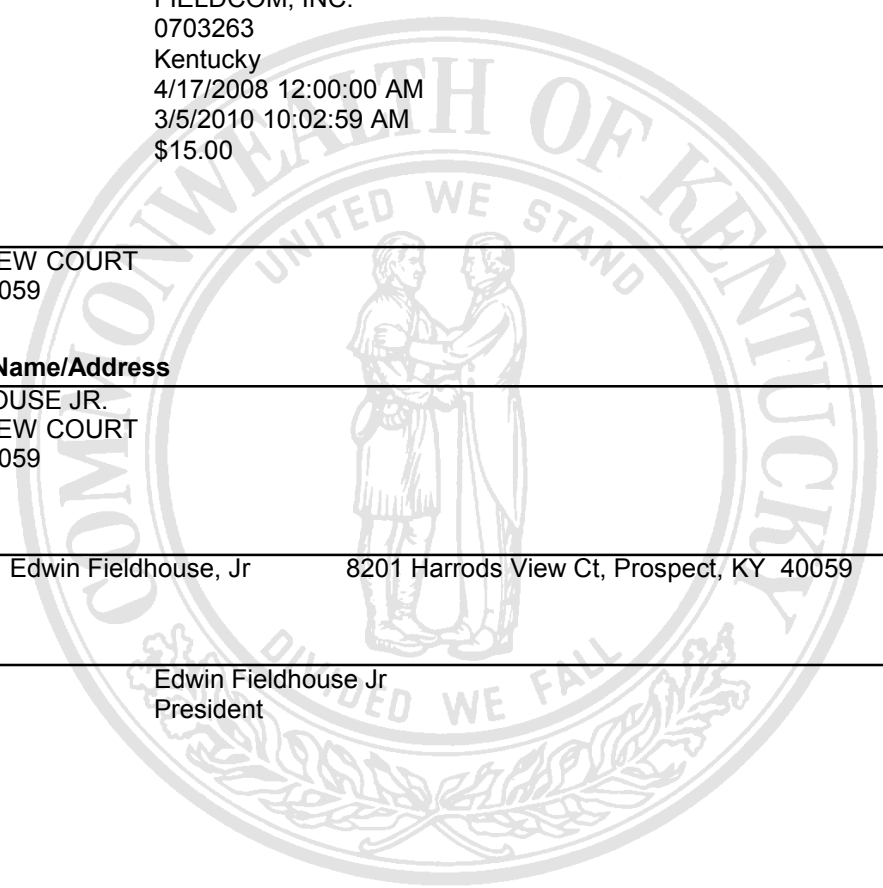 FIELDCOM, INC.
0703263
Kentucky
4/17/2008 12:00:00 AM
3/5/2010 10:02:59 AM
$15.00
COMMONWEALTH OF KENTUCKY
UNITED WE STAND
EW COURT
059
Name/Address
OUSE JR.
EW COURT
059
Edwin Fieldhouse, Jr 8201 Harrods View Ct, Prospect, KY 40059
DIVIDED WE FALL
Edwin Fieldhouse Jr
President